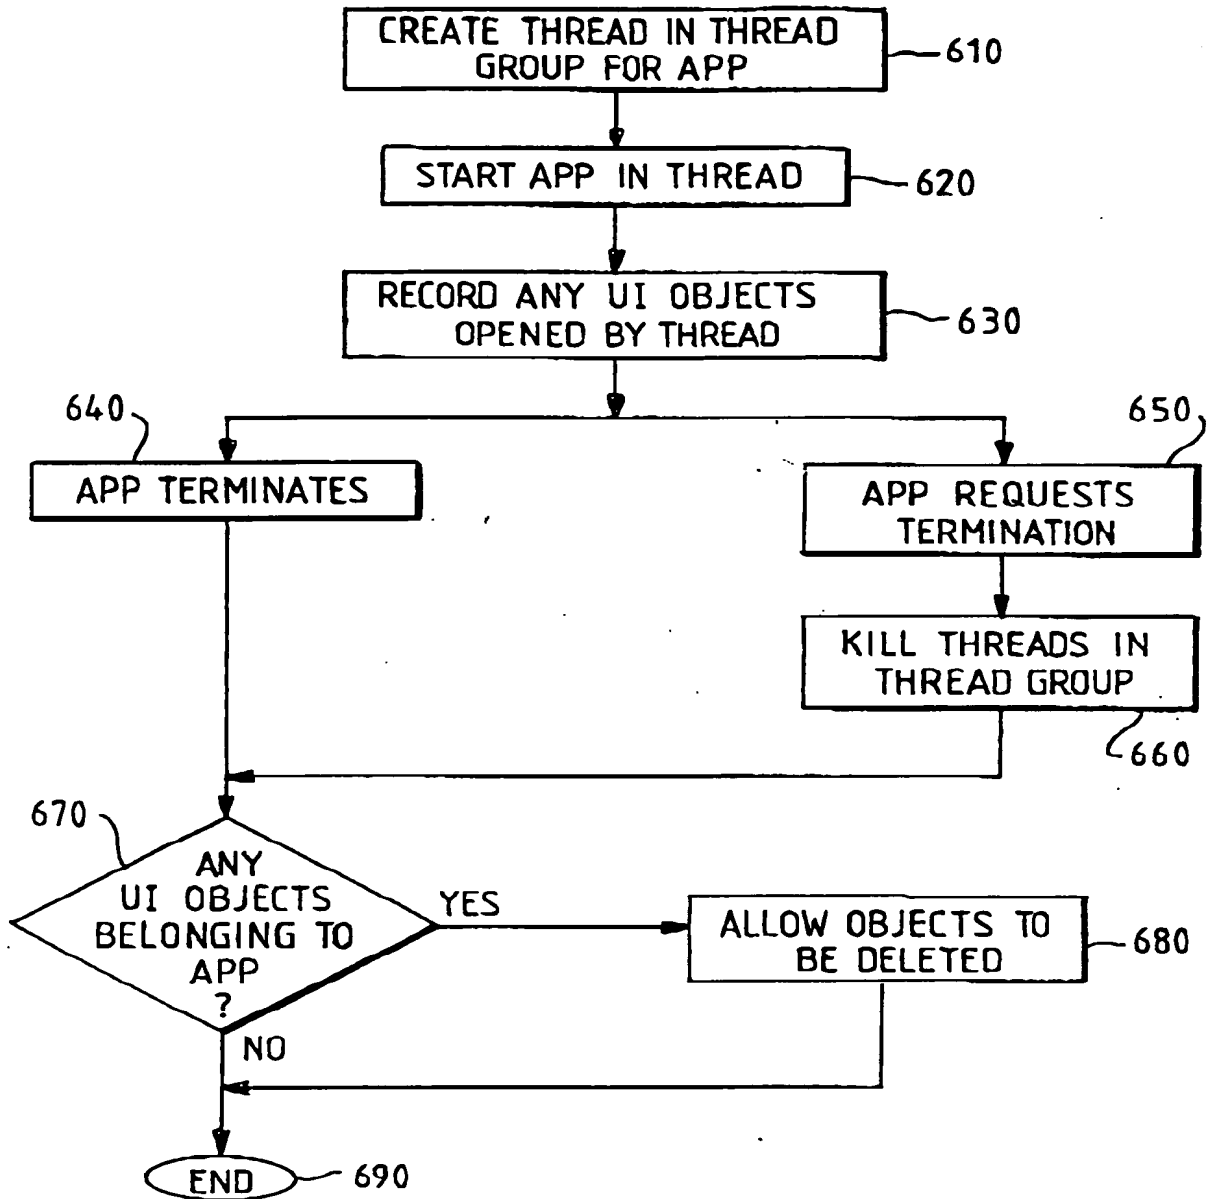 CREATE THREAD IN THREAD
GROUP FOR APP
610
START APP IN THREAD
620
RECORD ANY UI OBJECTS
OPENED BY THREAD
630
640
APP TERMINATES
650
APP REQUESTS
TERMINATION
KILL THREADS IN
THREAD GROUP
660
670
ANY
UI OBJECTS
BELONGING TO
APP
?
YES
NO
ALLOW OBJECTS TO
BE DELETED
680
END
690